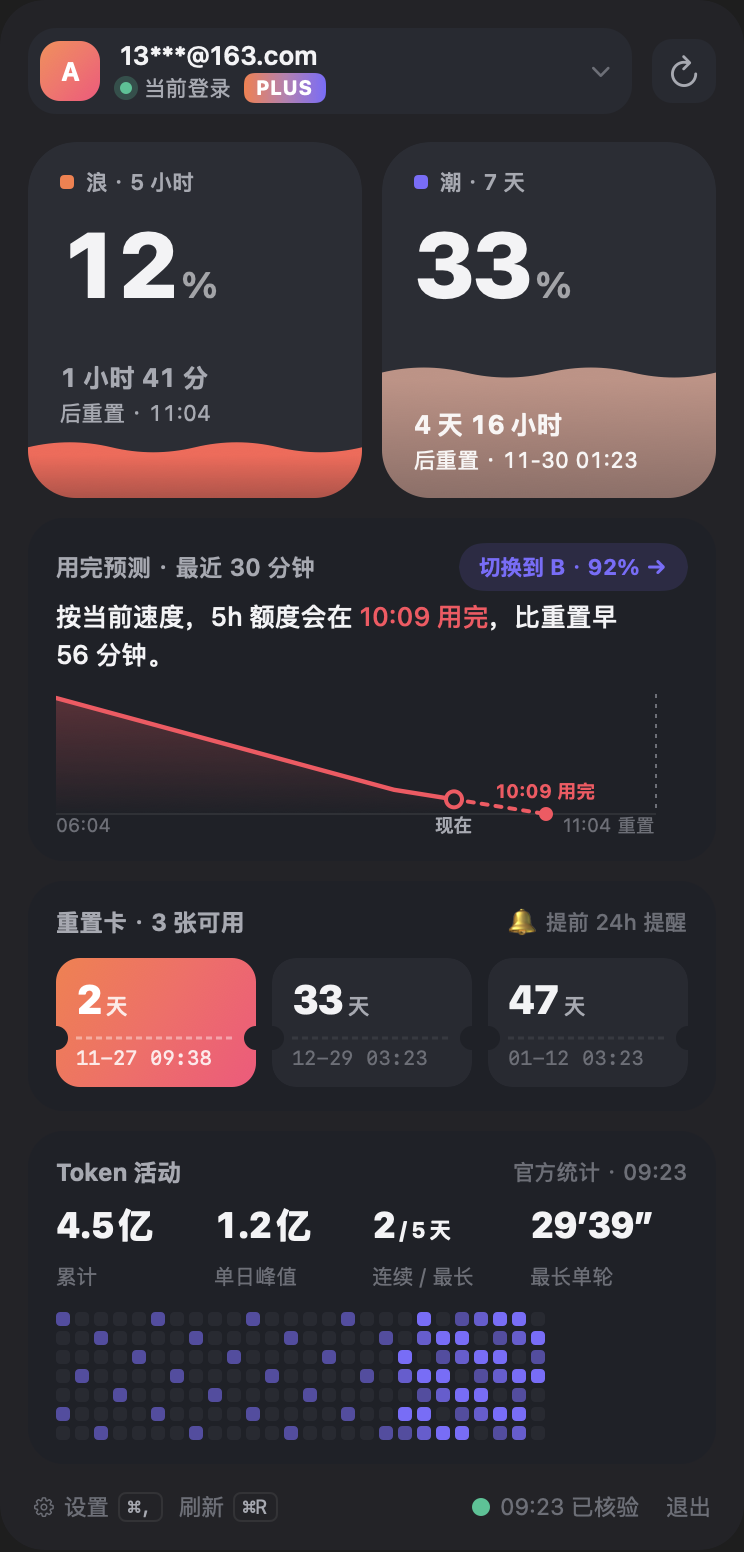 A
13***@163.com
当前登录 PLUS
浪 · 5 小时
12%
1 小时 41 分
后重置 · 11:04
潮 · 7 天
33%
4 天 16 小时
后重置 · 11-30 01:23
用完预测 · 最近 30 分钟
切换到 B · 92% →
按当前速度，5h 额度会在 10:09 用完，比重置早
56 分钟。
10:09 用完
06:04 现在 11:04 重置
重置卡 · 3 张可用
🔔 提前 24h 提醒
2 天
11-27 09:38
33 天
12-29 03:23
47 天
01-12 03:23
Token 活动
官方统计 · 09:23
4.5亿 1.2亿 2/5天 29′39″
累计 单日峰值 连续 / 最长 最长单轮
设置 ⌘, 刷新 ⌘R 09:23 已核验 退出